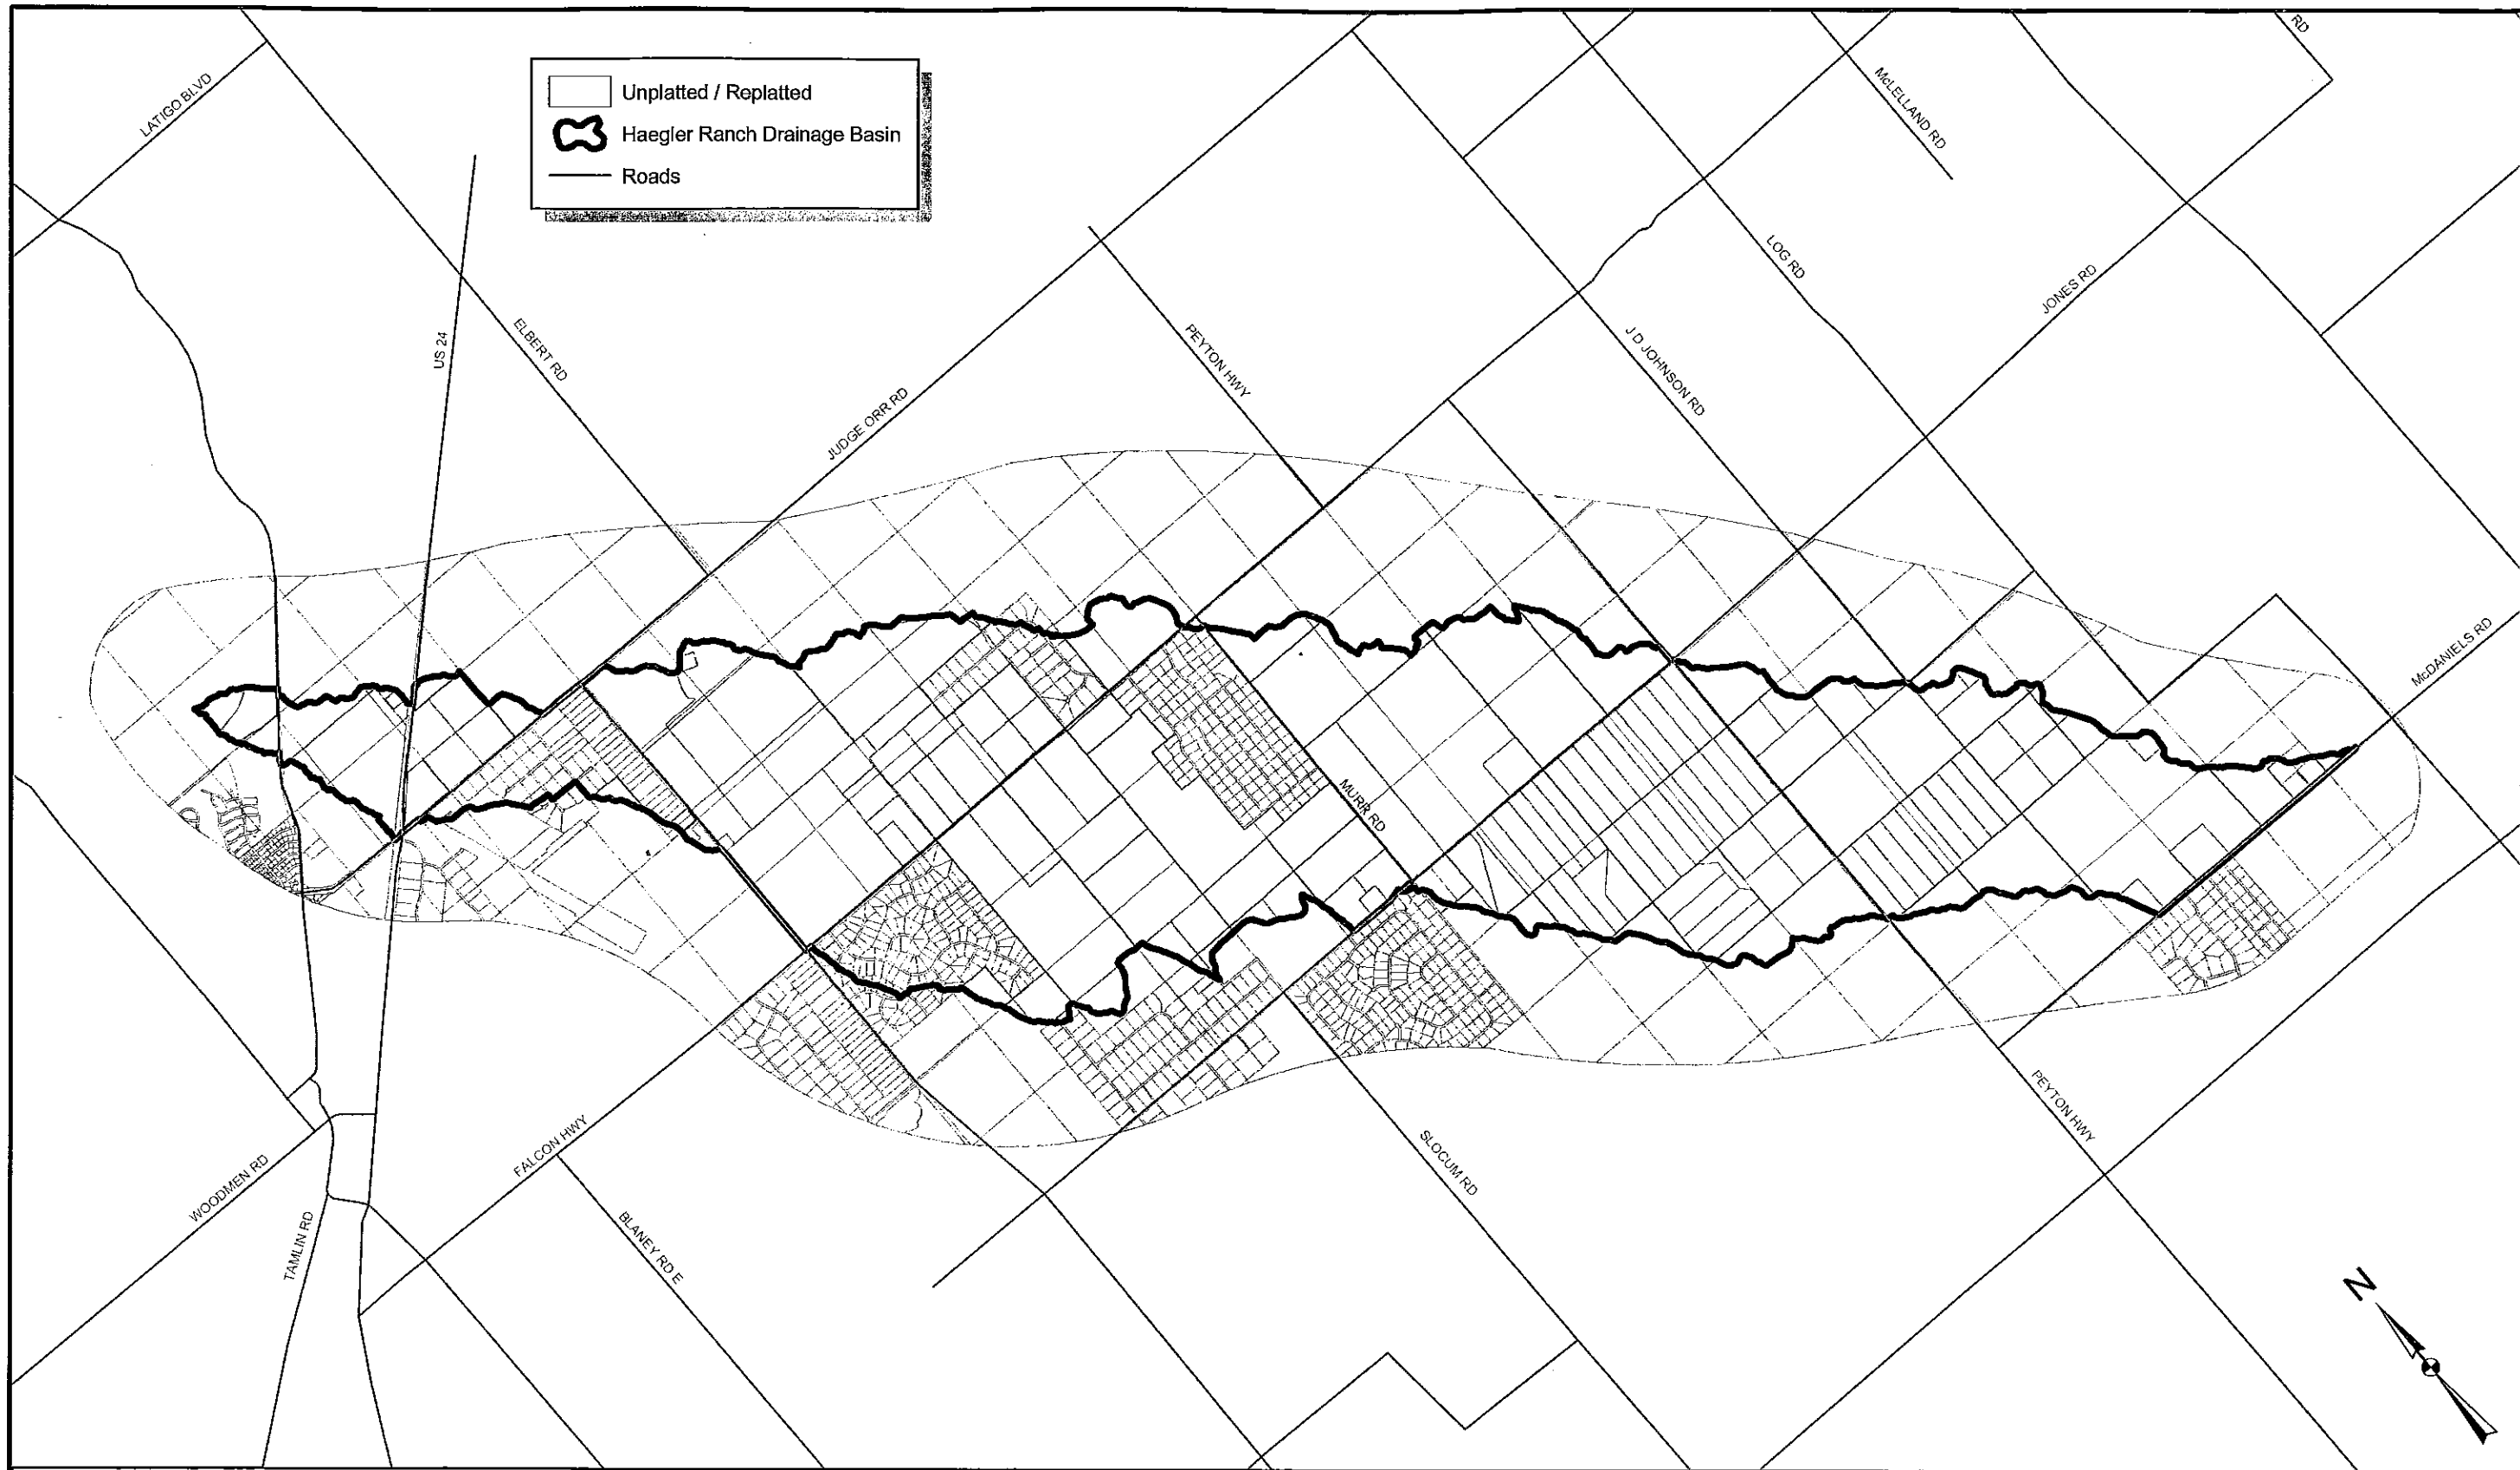 RD
Unplatted / Replatted
Haegler Ranch Drainage Basin
Roads
LATIGO BLVD
McLELLAND RD
LOG RD
JONES RD
US 24
ELBERT RD
PEYTON HWY
J D JOHNSON RD
JUDGE ORR RD
McDANIELS RD
MURR RD
PEYTON HWY
FALCON HWY
SLOCUM RD
WOODMEN RD
TAMLIN RD
BLANEY RD E
N